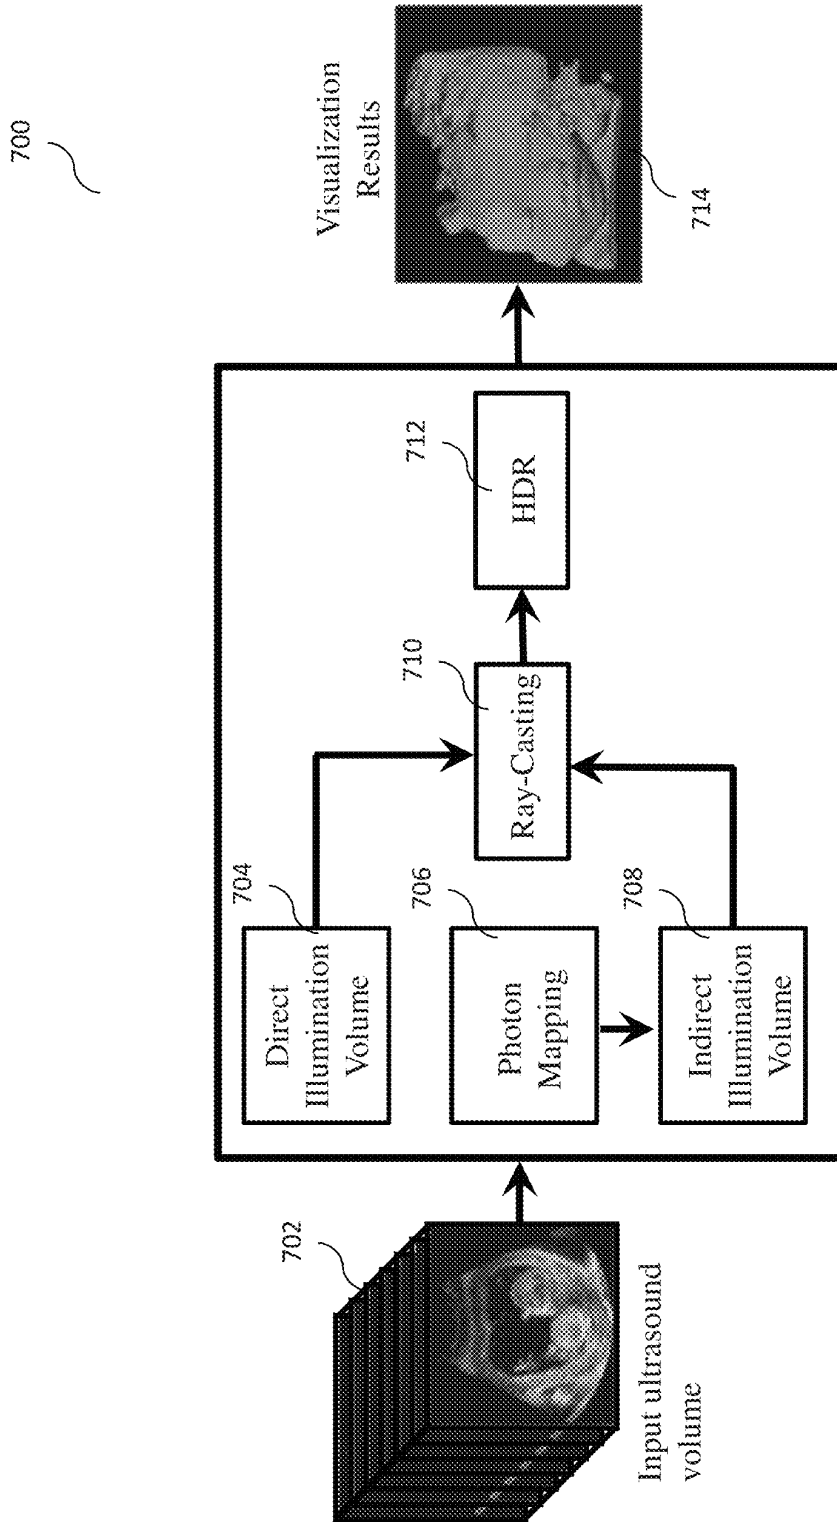 700
702
Input ultrasound
volume
704
Direct
Illumination
Volume
706
Photon
Mapping
708
Indirect
Illumination
Volume
710
Ray-Casting
712
HDR
Visualization
Results
714